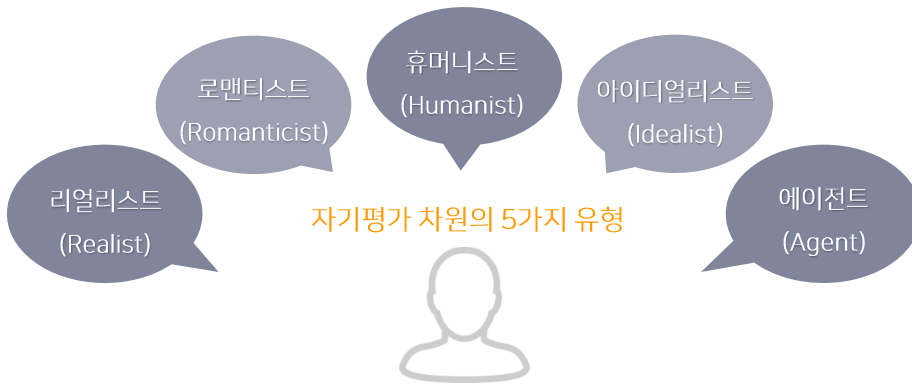 리얼리스트
(Realist)
로맨티스트
(Romanticist)
휴머니스트
(Humanist)
아이디얼리스트
(Idealist)
에이전트
(Agent)
자기평가 차원의 5가지 유형